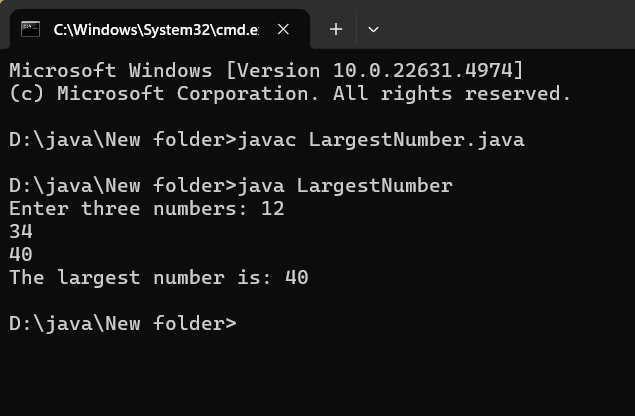 C:\Windows\System32\cmd.e
Microsoft Windows [Version 10.0.22631.4974]
(c) Microsoft Corporation. All rights reserved.
D:\java\New folder>javac LargestNumber.java
D:\java\New folder>java LargestNumber
Enter three numbers: 12
34
40
The largest number is: 40
D:\java\New folder>